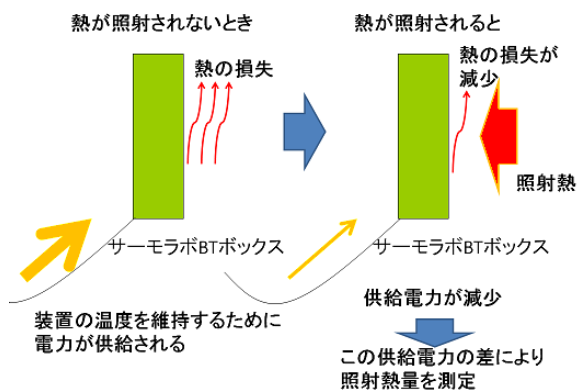 熱が照射されないとき
熱の損失
サーモラボBTボックス
装置の温度を維持するために
電力が供給される
熱が照射されると
熱の損失が
減少
照射熱
サーモラボBTボックス
供給電力が減少
この供給電力の差により
照射熱量を測定